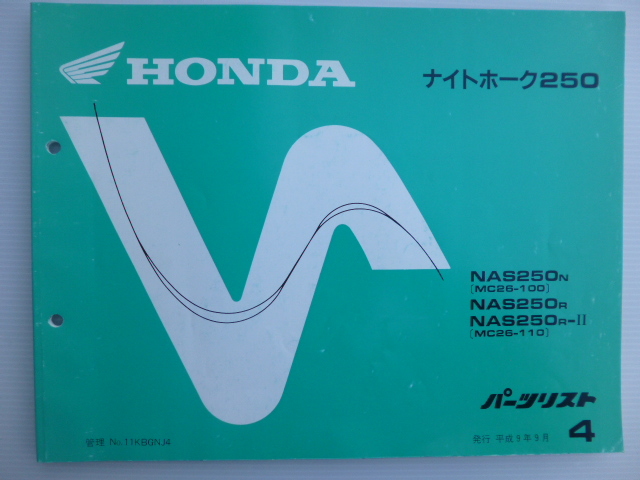 HONDA
ナイトホーク250
NAS250N
[MC26-100]
NAS250R
NAS250R-II
[MC26-110]
パーツリスト
管理 No.11KBGNJ4
発行 平成9年9月 4